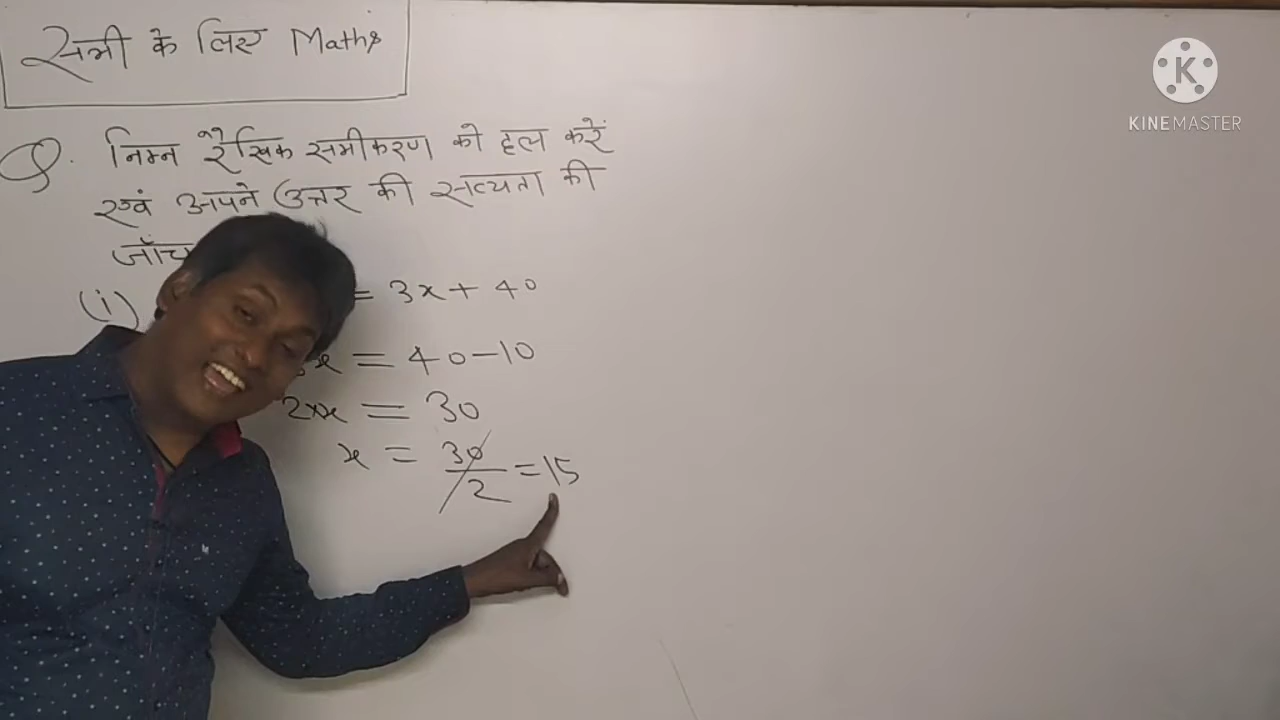 सभी के लिए Maths
Q. निम्न रैखिक समीकरण को हल करें
एवं अपने उत्तर की सत्यता की
जाँच
(i) = 3x + 40
x = 40 - 10
2x = 30
x = 30/2 = 15
K
KINEMASTER